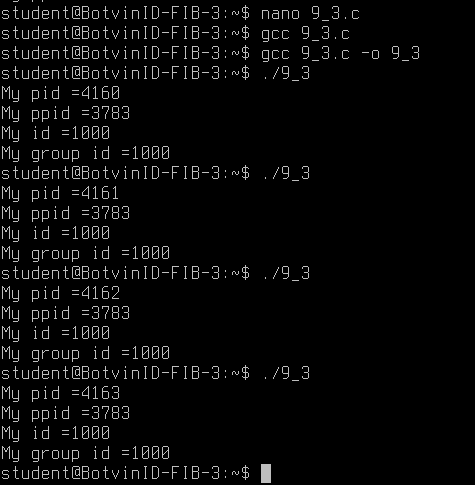 student@BotvinID-FIB-3:~$ nano 9_3.c
student@BotvinID-FIB-3:~$ gcc 9_3.c
student@BotvinID-FIB-3:~$ gcc 9_3.c -o 9_3
student@BotvinID-FIB-3:~$ ./9_3
My pid =4160
My ppid =3783
My id =1000
My group id =1000
student@BotvinID-FIB-3:~$ ./9_3
My pid =4161
My ppid =3783
My id =1000
My group id =1000
student@BotvinID-FIB-3:~$ ./9_3
My pid =4162
My ppid =3783
My id =1000
My group id =1000
student@BotvinID-FIB-3:~$ ./9_3
My pid =4163
My ppid =3783
My id =1000
My group id =1000
student@BotvinID-FIB-3:~$